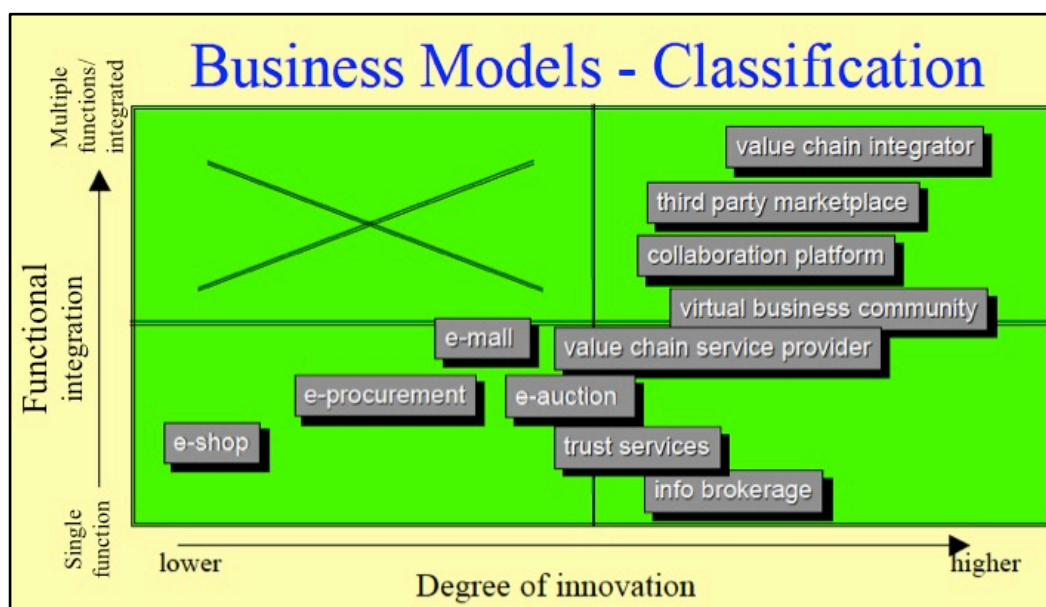 Business Models - Classification
Multiple
functions/
integrated
Functional
integration
Single
function
value chain integrator
third party marketplace
collaboration platform
virtual business community
e-mall
value chain service provider
e-procurement
e-auction
e-shop
trust services
info brokerage
lower
higher
Degree of innovation